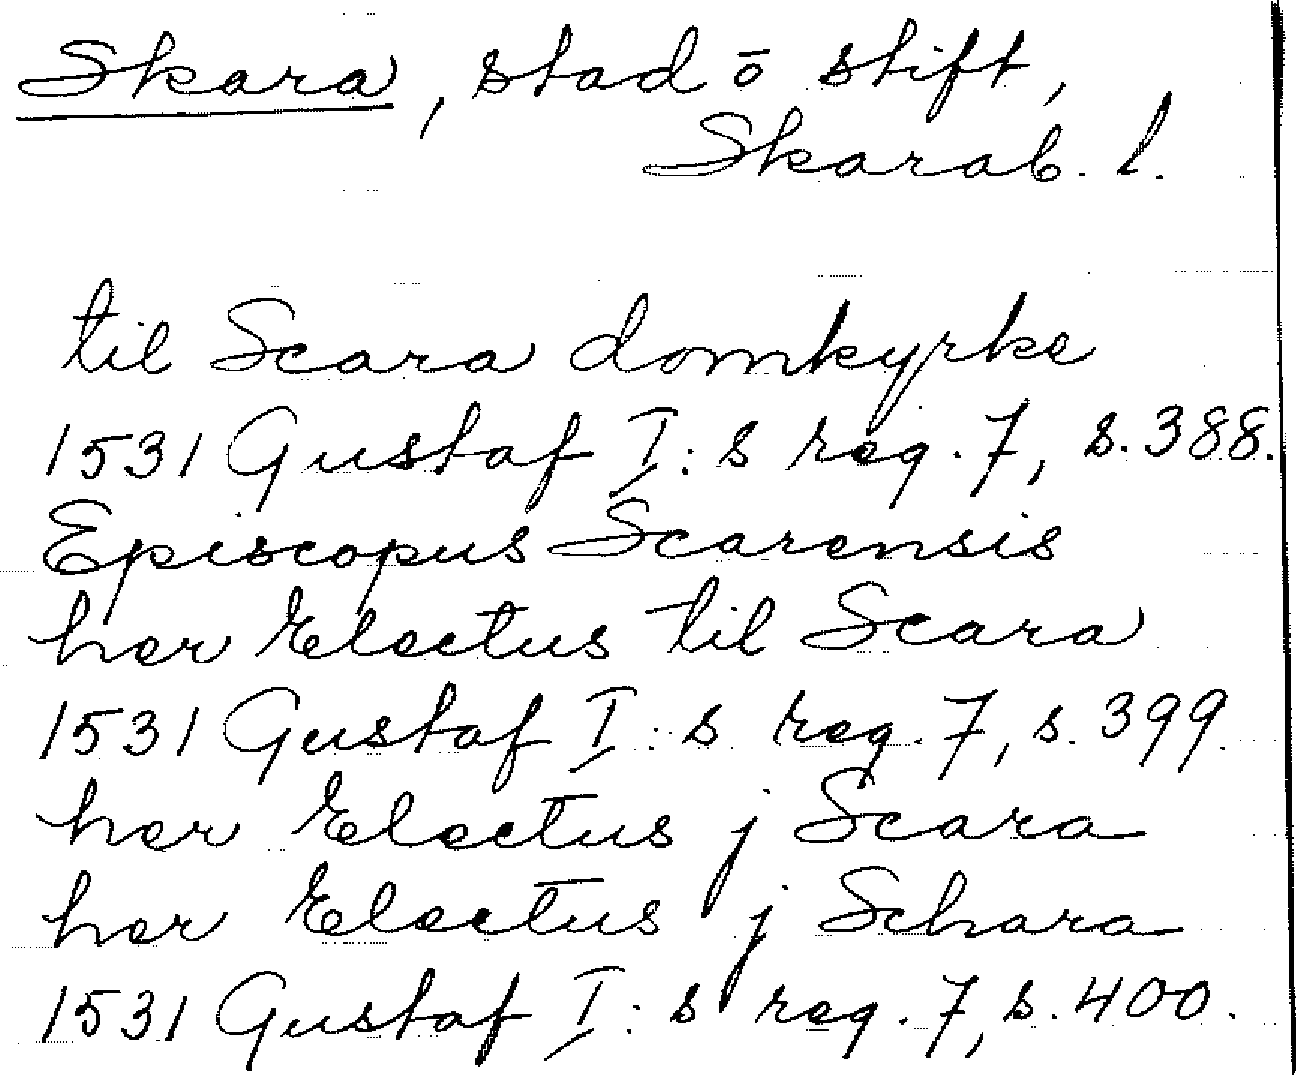 Skara, stad ō stift,
Skarab. l.
til Scara domkyrke
1531 Gustaf I:s reg. 7, s. 388.
Episcopus Scarensis
her Electus til Scara
1531 Gustaf I:s reg. 7, s. 399.
her Electus j Scara
her Electus j Schara
1531 Gustaf I:s reg. 7, s. 400.